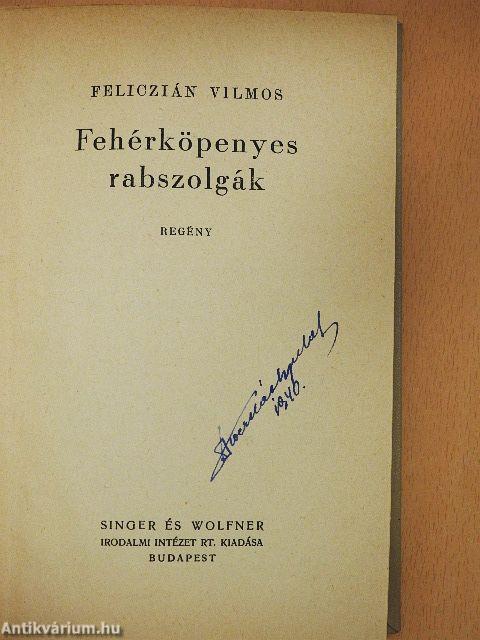 FELICZIÁN VILMOS
Fehérköpenyes
rabszolgák
REGÉNY
1940.
SINGER ÉS WOLFNER
IRODALMI INTÉZET RT. KIADÁSA
BUDAPEST
Antikvárium.hu